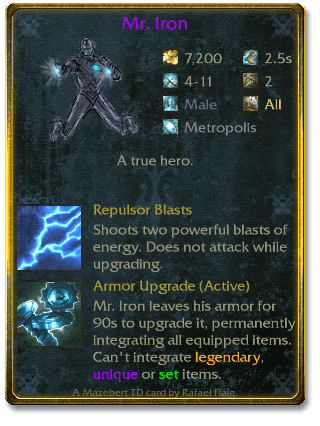 Mr. Iron
7,200
2.5s
4-11
2
Male
All
Metropolis
A true hero.
Repulsor Blasts
Shoots two powerful blasts of
energy. Does not attack while
upgrading.
Armor Upgrade (Active)
Mr. Iron leaves his armor for
90s to upgrade it, permanently
integrating all equipped items.
Can't integrate legendary,
unique or set items.
A Mazebert TD card by Rafael Flaig.